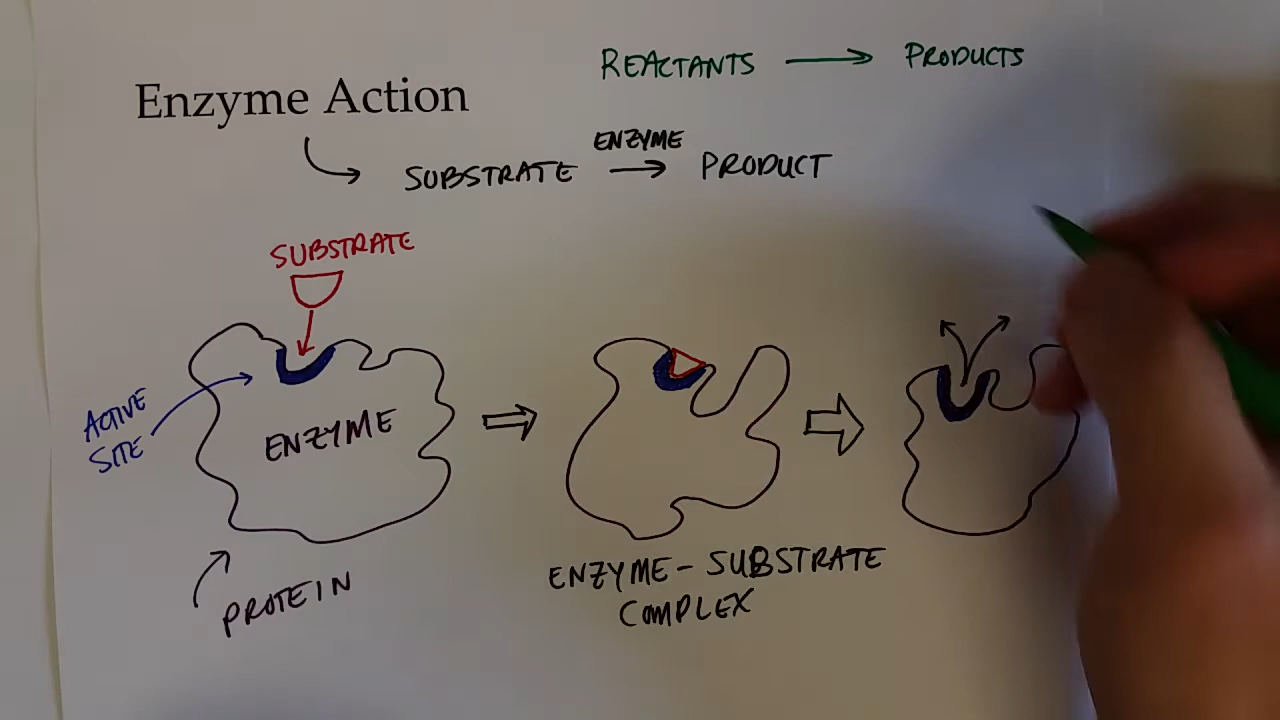 REACTANTS → PRODUCTS
Enzyme Action
ENZYME
SUBSTRATE → PRODUCT
SUBSTRATE
ACTIVE
SITE
ENZYME
PROTEIN
ENZYME - SUBSTRATE
COMPLEX